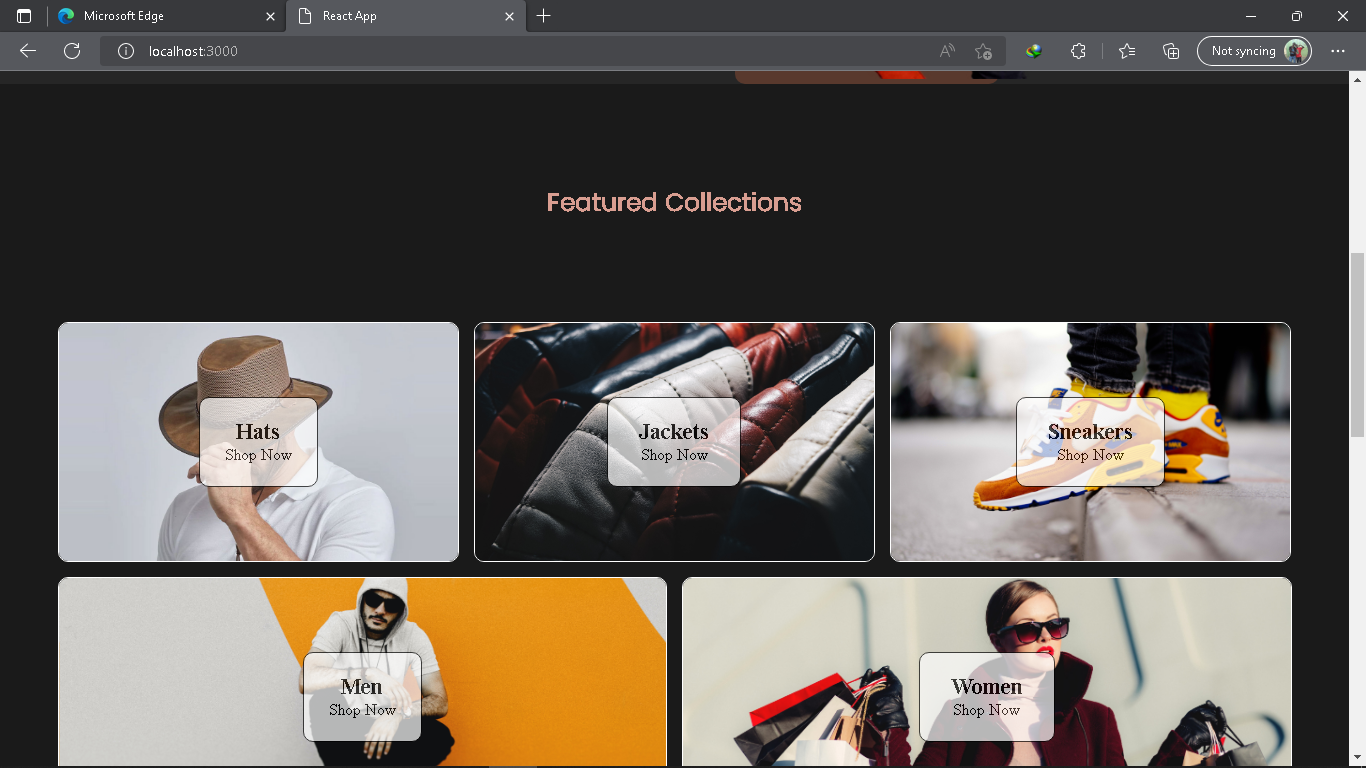 Microsoft Edge
React App
localhost:3000
Not syncing
Featured Collections
Hats
Shop Now
Jackets
Shop Now
Sneakers
Shop Now
Men
Shop Now
Women
Shop Now